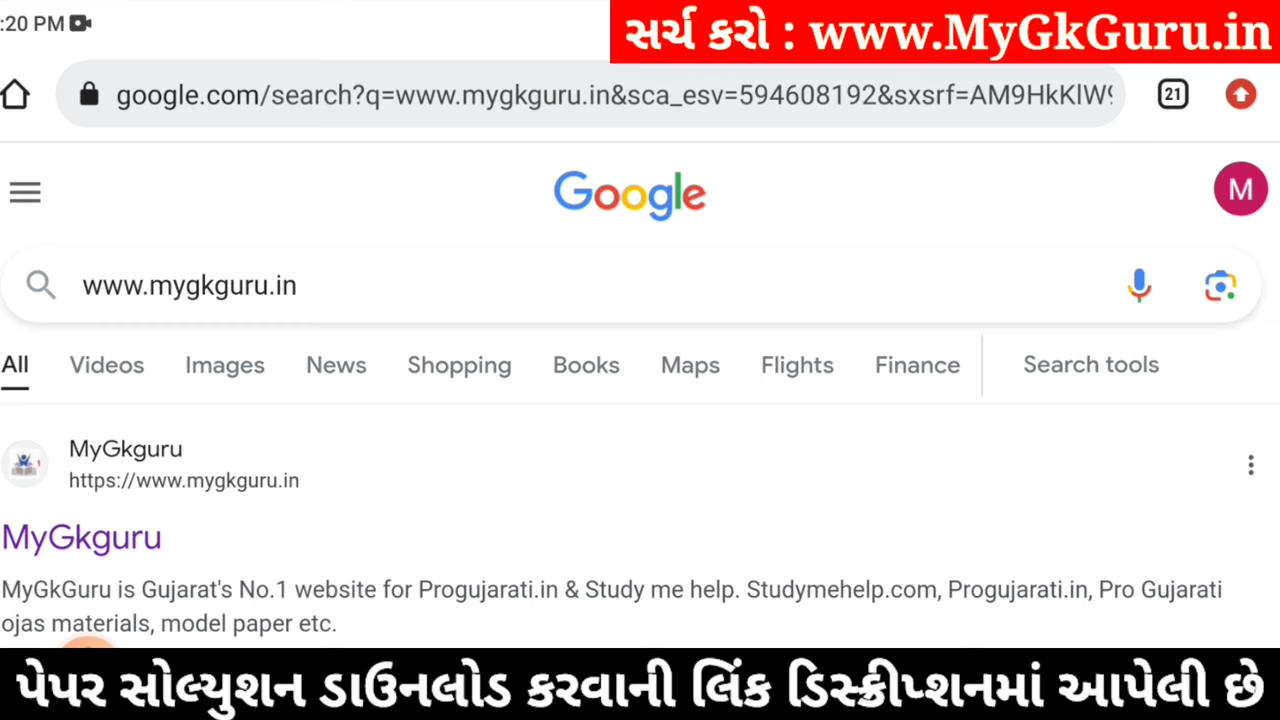 :20 PM
સર્ચ કરો : www.MyGkGuru.in
google.com/search?q=www.mygkguru.in&sca_esv=594608192&sxsrf=AM9HkKlW9
21
Google
M
www.mygkguru.in
All Videos Images News Shopping Books Maps Flights Finance Search tools
MyGkguru
https://www.mygkguru.in
MyGkguru
MyGkGuru is Gujarat's No.1 website for Progujarati.in & Study me help. Studymehelp.com, Progujarati.in, Pro Gujarati
ojas materials, model paper etc.
પેપર સોલ્યુશન ડાઉનલોડ કરવાની લિંક ડિસ્ક્રીપ્શનમાં આપેલી છે